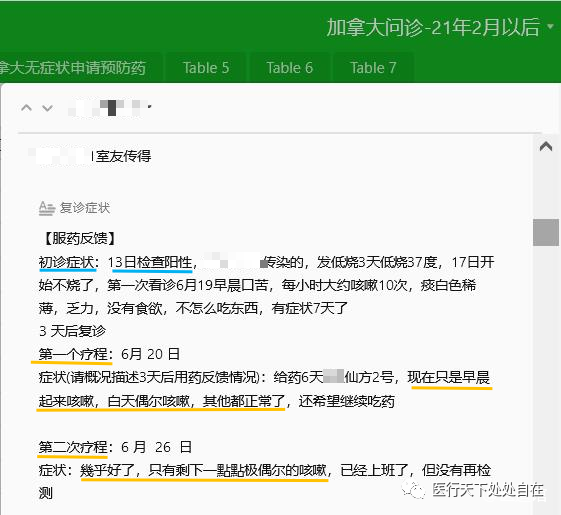 加拿大问诊-21年2月以后
拿大无症状申请预防药 Table 5 Table 6 Table 7
室友传得
复诊症状
【服药反馈】
初诊症状：13日检查阳性，传染的，发低烧3天低烧37度，17日开
始不烧了，第一次看诊6月19早晨口苦，每小时大约咳嗽10次，痰白色稀
薄，乏力，没有食欲，不怎么吃东西，有症状7天了
3 天后复诊
第一个疗程：6月 20 日
症状(请概况描述3天后用药反馈情况)：给药6天仙方2号，现在只是早晨
起来咳嗽，白天偶尔咳嗽，其他都正常了，还希望继续吃药
第二次疗程：6 月 26 日
症状：幾乎好了，只有剩下一點點极偶尔的咳嗽，已经上班了，但没有再检
测
医行天下处处自在